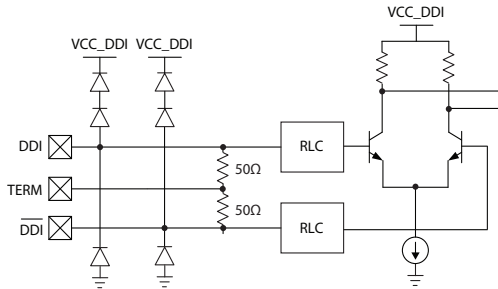 VCC_DDI
VCC_DDI VCC_DDI
DDI
RLC
50Ω
TERM
50Ω
DDI
RLC